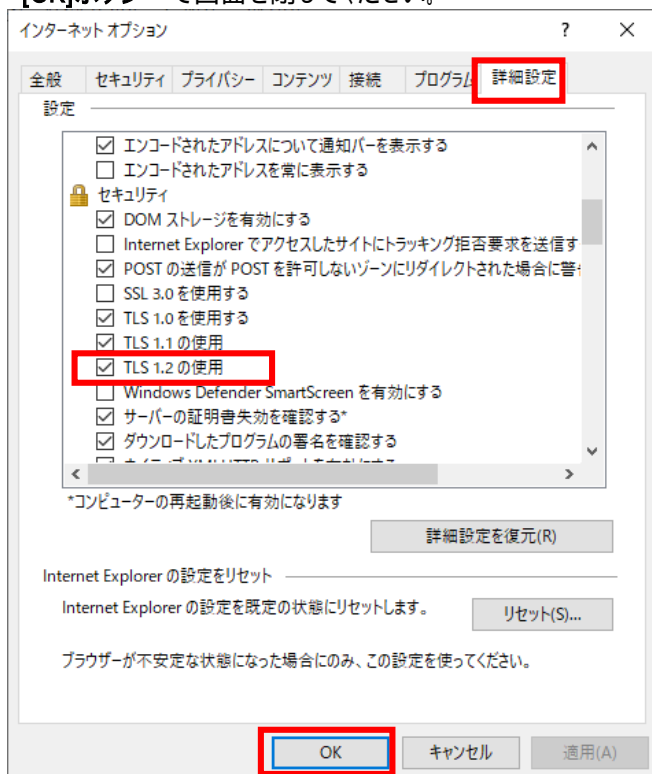 [OK]ボタンで画面を閉じてください。
インターネット オプション ? ×
全般 セキュリティ プライバシー コンテンツ 接続 プログラム 詳細設定
設定
エンコードされたアドレスについて通知バーを表示する
エンコードされたアドレスを常に表示する
セキュリティ
DOM ストレージを有効にする
Internet Explorer でアクセスしたサイトにトラッキング拒否要求を送信す
POST の送信が POST を許可しないゾーンにリダイレクトされた場合に警
SSL 3.0 を使用する
TLS 1.0 を使用する
TLS 1.1 の使用
TLS 1.2 の使用
Windows Defender SmartScreen を有効にする
サーバーの証明書失効を確認する*
ダウンロードしたプログラムの署名を確認する
*コンピューターの再起動後に有効になります
詳細設定を復元(R)
Internet Explorer の設定をリセット
Internet Explorer の設定を既定の状態にリセットします。
リセット(S)...
ブラウザーが不安定な状態になった場合にのみ、この設定を使ってください。
OK キャンセル 適用(A)